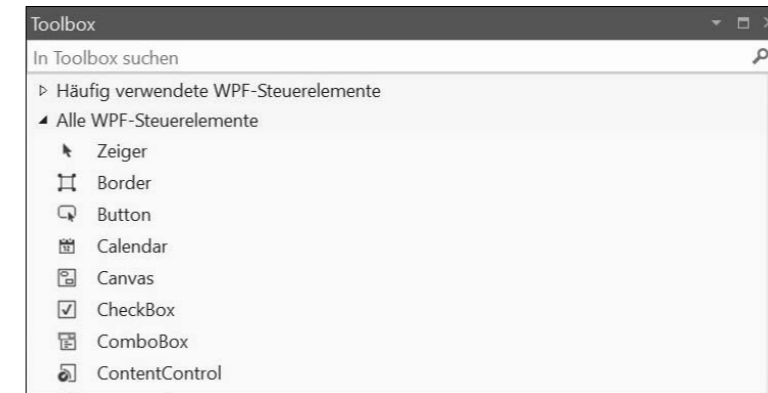 Toolbox
In Toolbox suchen
Häufig verwendete WPF-Steuerelemente
Alle WPF-Steuerelemente
Zeiger
Border
Button
Calendar
Canvas
CheckBox
ComboBox
ContentControl